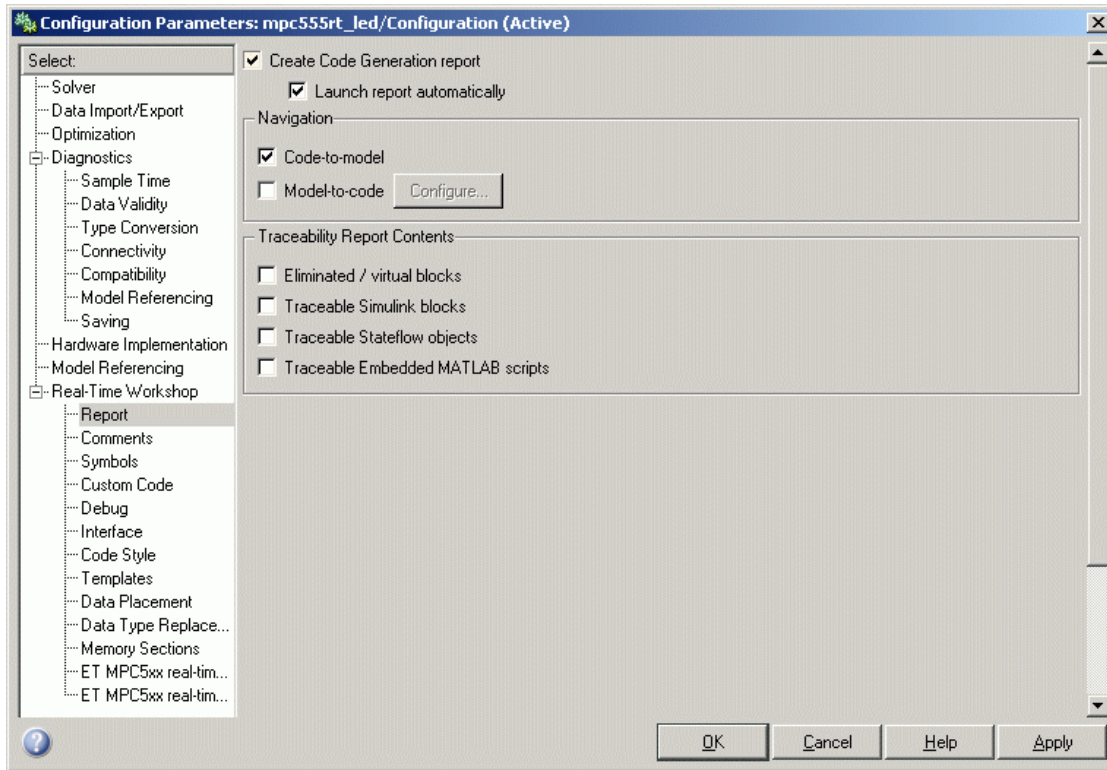 Configuration Parameters: mpc555rt_led/Configuration (Active)
Select:
Solver
Data Import/Export
Optimization
Diagnostics
Sample Time
Data Validity
Type Conversion
Connectivity
Compatibility
Model Referencing
Saving
Hardware Implementation
Model Referencing
Real-Time Workshop
Report
Comments
Symbols
Custom Code
Debug
Interface
Code Style
Templates
Data Placement
Data Type Replace...
Memory Sections
ET MPC5xx real-tim...
ET MPC5xx real-tim...
Create Code Generation report
Launch report automatically
Navigation
Code-to-model
Model-to-code Configure...
Traceability Report Contents
Eliminated / virtual blocks
Traceable Simulink blocks
Traceable Stateflow objects
Traceable Embedded MATLAB scripts
? OK Cancel Help Apply